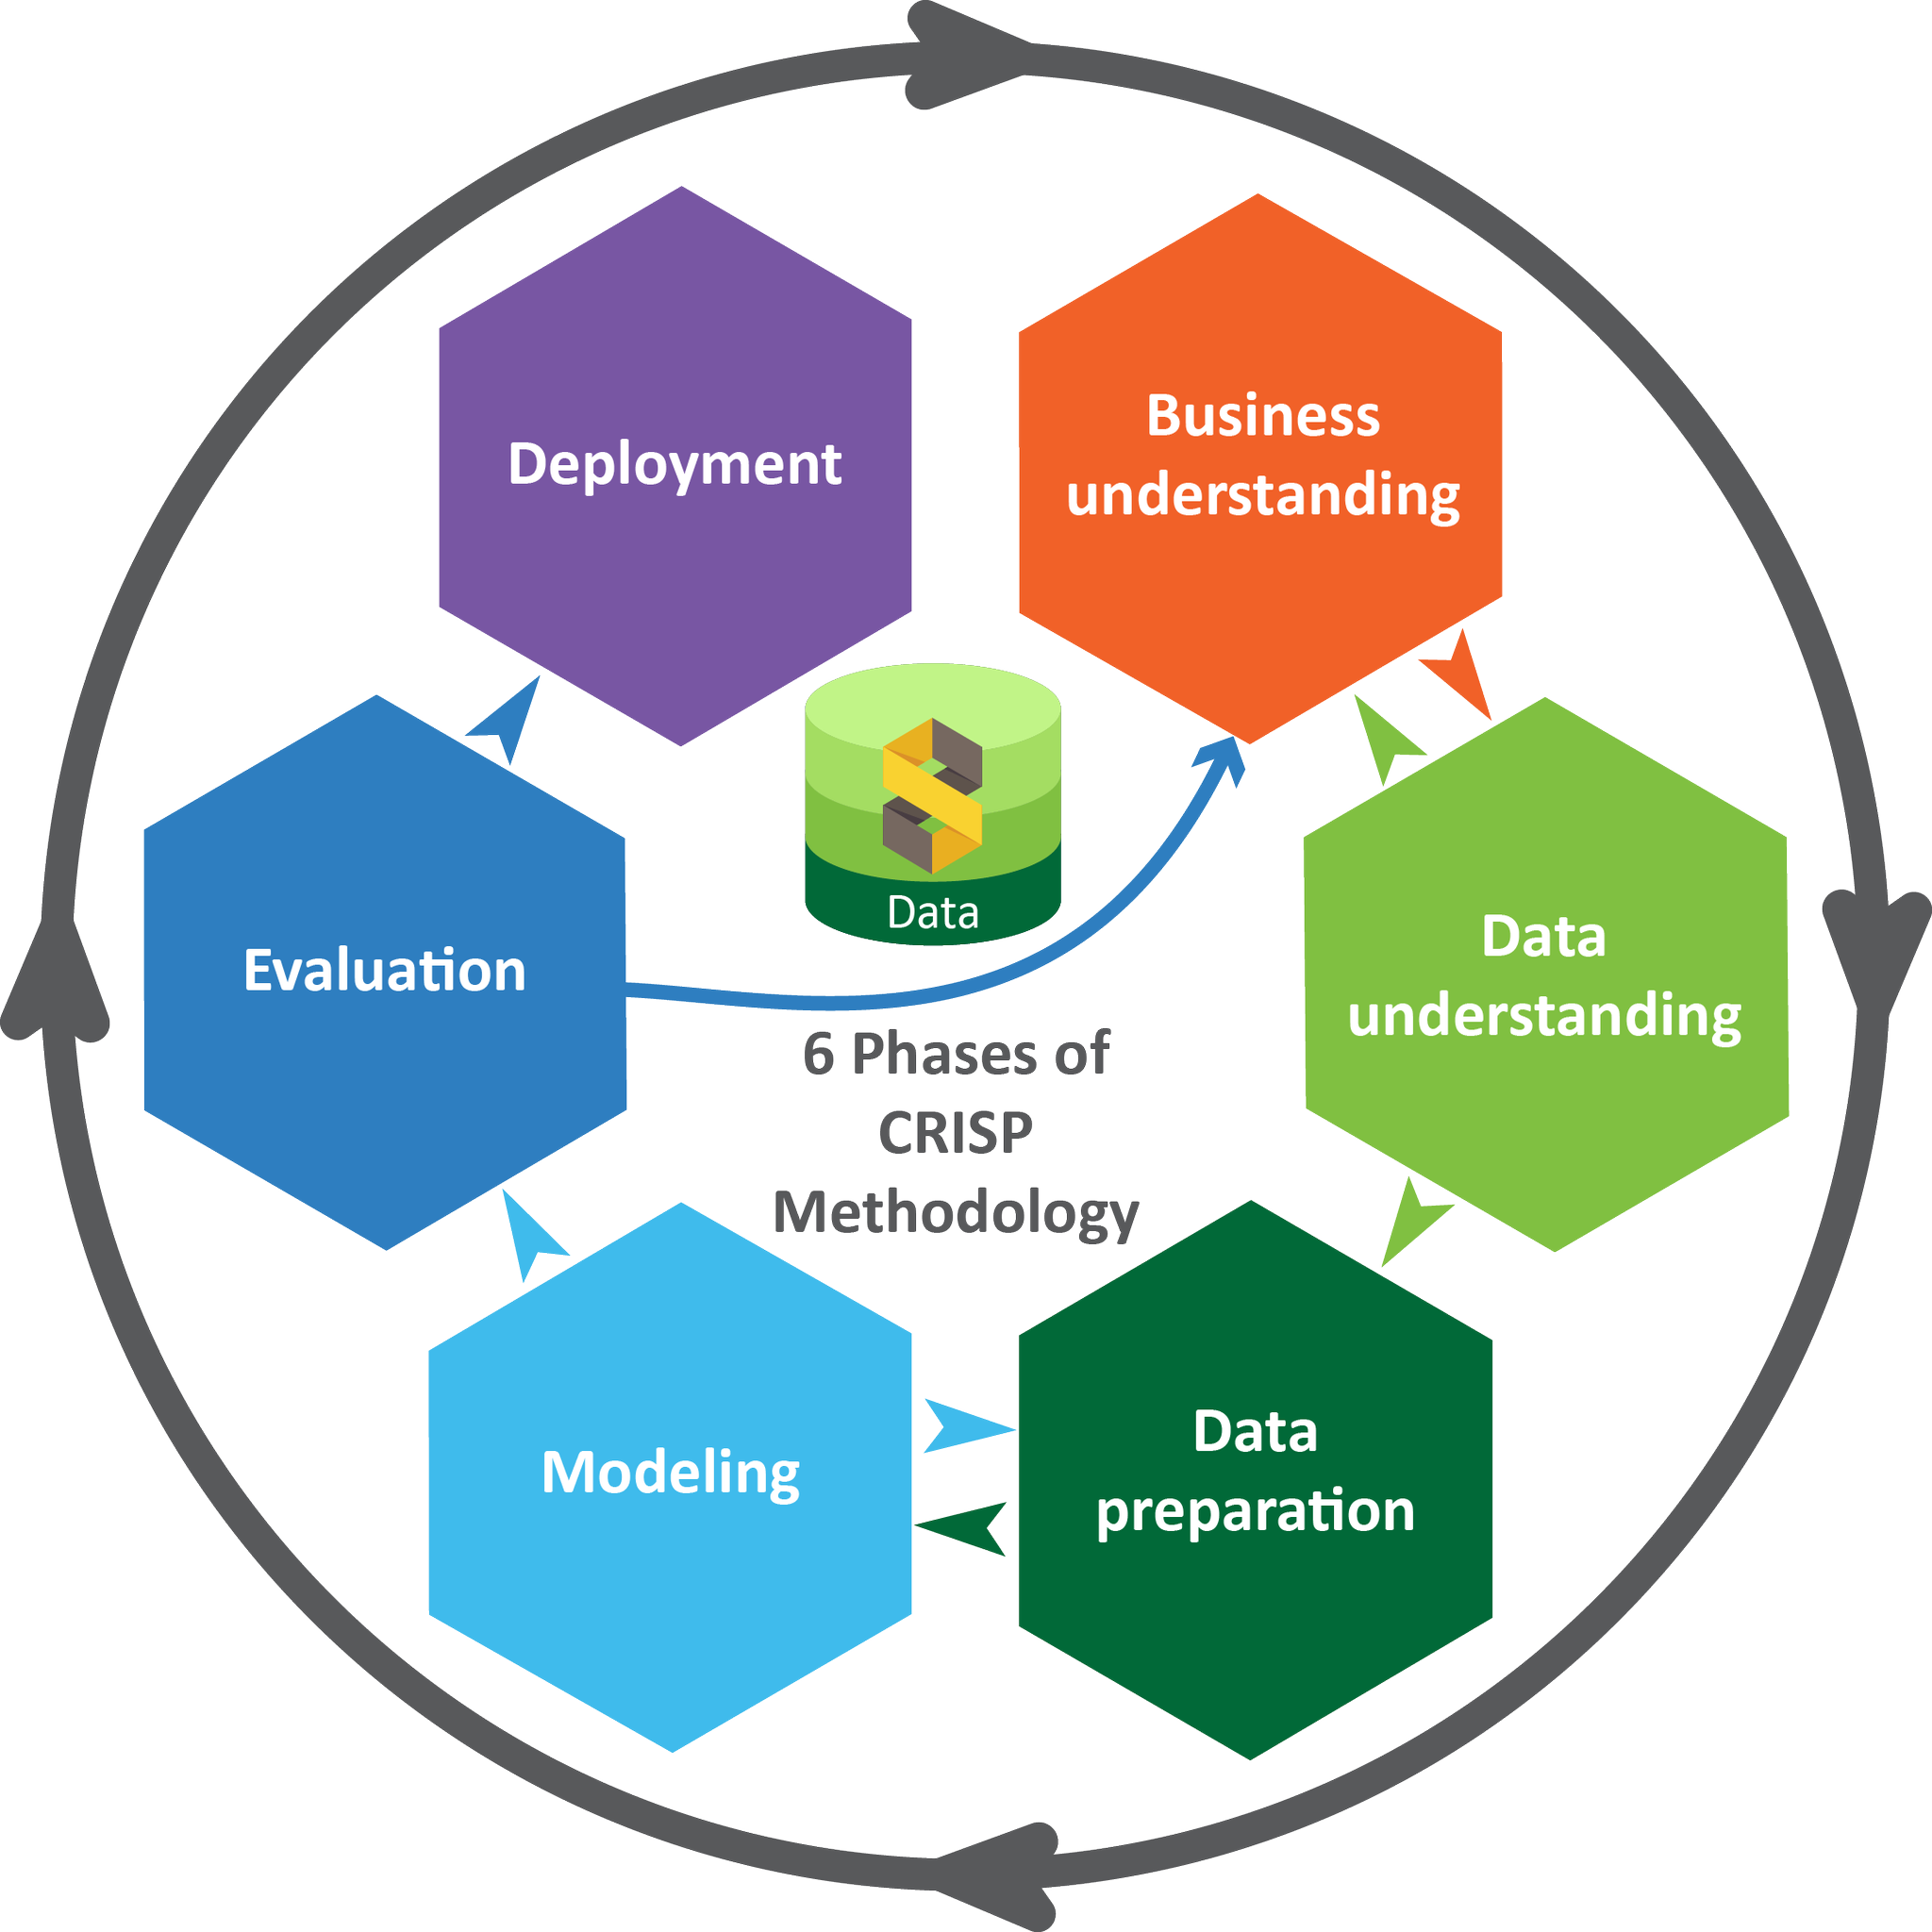 Deployment
Business
understanding
Data
Evaluation
Data
understanding
6 Phases of
CRISP
Methodology
Modeling
Data
preparation